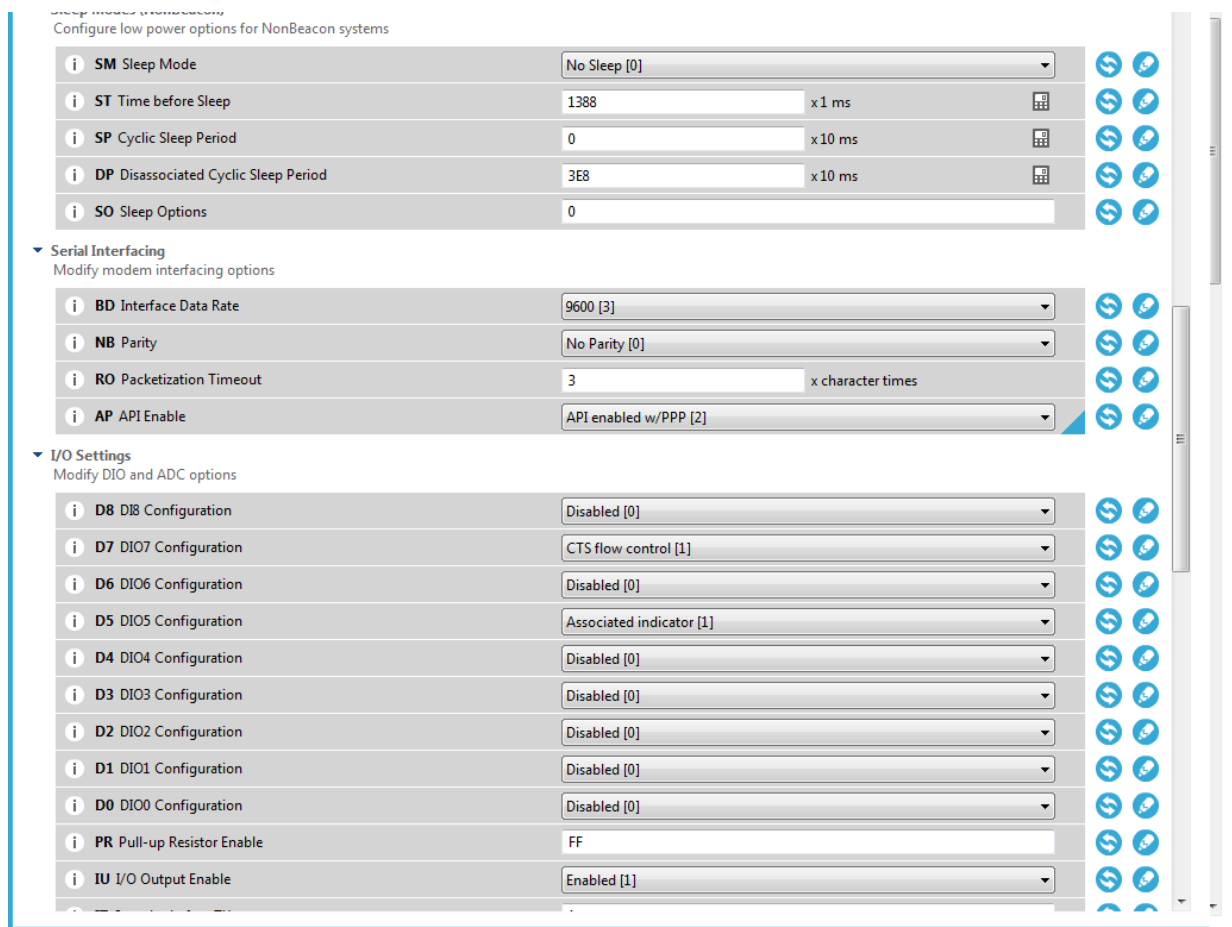 Sleep Modes (NonBeacon)
Configure low power options for NonBeacon systems
i SM Sleep Mode No Sleep [0]
i ST Time before Sleep 1388 x 1 ms
i SP Cyclic Sleep Period 0 x 10 ms
i DP Disassociated Cyclic Sleep Period 3E8 x 10 ms
i SO Sleep Options 0
Serial Interfacing
Modify modem interfacing options
i BD Interface Data Rate 9600 [3]
i NB Parity No Parity [0]
i RO Packetization Timeout 3 x character times
i AP API Enable API enabled w/PPP [2]
I/O Settings
Modify DIO and ADC options
i D8 DI8 Configuration Disabled [0]
i D7 DIO7 Configuration CTS flow control [1]
i D6 DIO6 Configuration Disabled [0]
i D5 DIO5 Configuration Associated indicator [1]
i D4 DIO4 Configuration Disabled [0]
i D3 DIO3 Configuration Disabled [0]
i D2 DIO2 Configuration Disabled [0]
i D1 DIO1 Configuration Disabled [0]
i D0 DIO0 Configuration Disabled [0]
i PR Pull-up Resistor Enable FF
i IU I/O Output Enable Enabled [1]